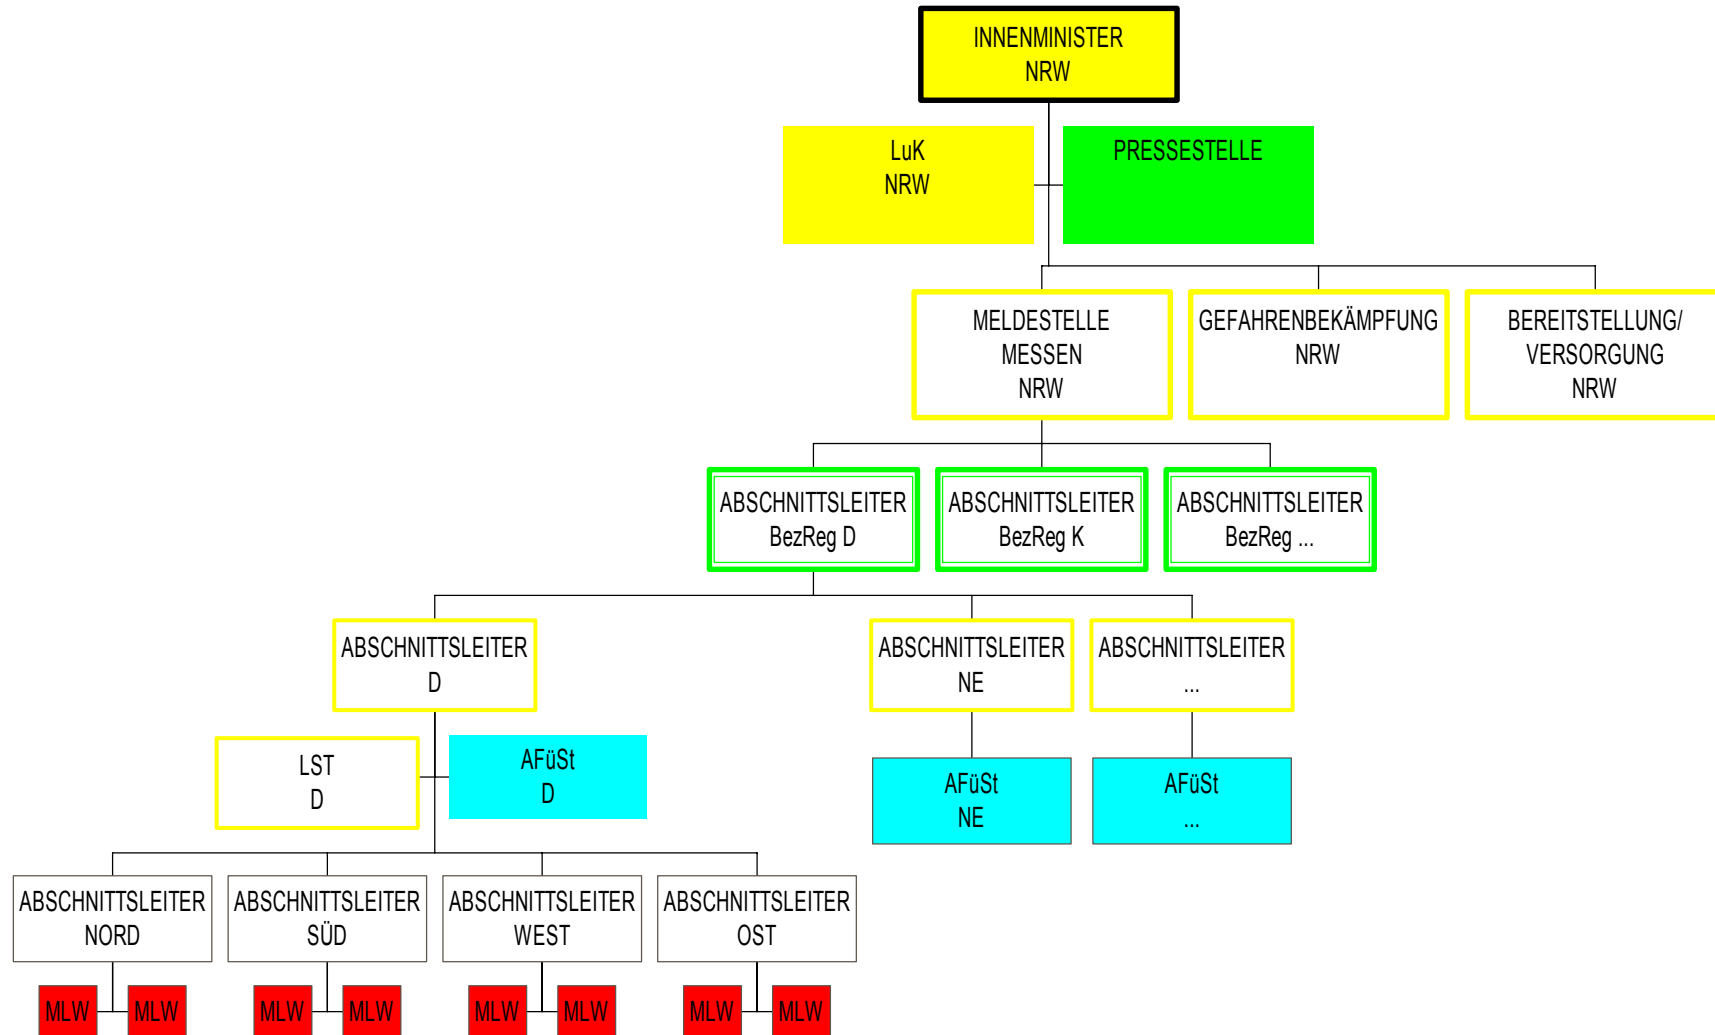 INNENMINISTER
NRW
LuK
NRW
PRESSESTELLE
MELDESTELLE
MESSEN
NRW
GEFAHRENBEKÄMPFUNG
NRW
BEREITSTELLUNG/
VERSORGUNG
NRW
ABSCHNITTSLEITER
BezReg D
ABSCHNITTSLEITER
BezReg K
ABSCHNITTSLEITER
BezReg ...
ABSCHNITTSLEITER
D
ABSCHNITTSLEITER
NE
ABSCHNITTSLEITER
...
LST
D
AFüSt
D
AFüSt
NE
AFüSt
...
ABSCHNITTSLEITER
NORD
ABSCHNITTSLEITER
SÜD
ABSCHNITTSLEITER
WEST
ABSCHNITTSLEITER
OST
MLW
MLW
MLW
MLW
MLW
MLW
MLW
MLW